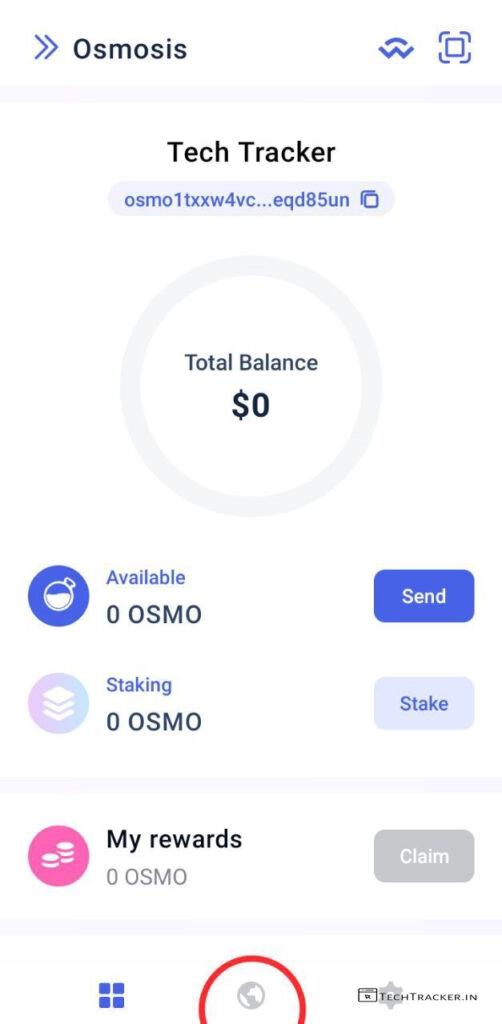 Osmosis
Tech Tracker
osmo1txxw4vc...eqd85un
Total Balance
$0
Available
0 OSMO
Send
Staking
0 OSMO
Stake
My rewards
0 OSMO
Claim
TechTracker.in